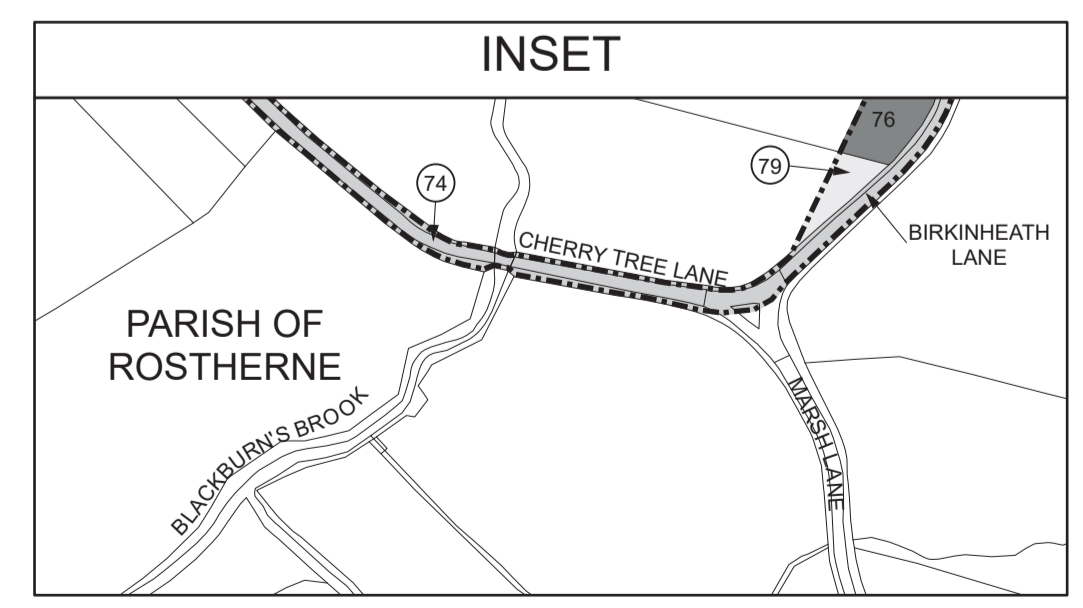 INSET
76
79
74
CHERRY TREE LANE
BIRKINHEATH
LANE
PARISH OF
ROSTHERNE
MARSH LANE
BLACKBURN'S BROOK